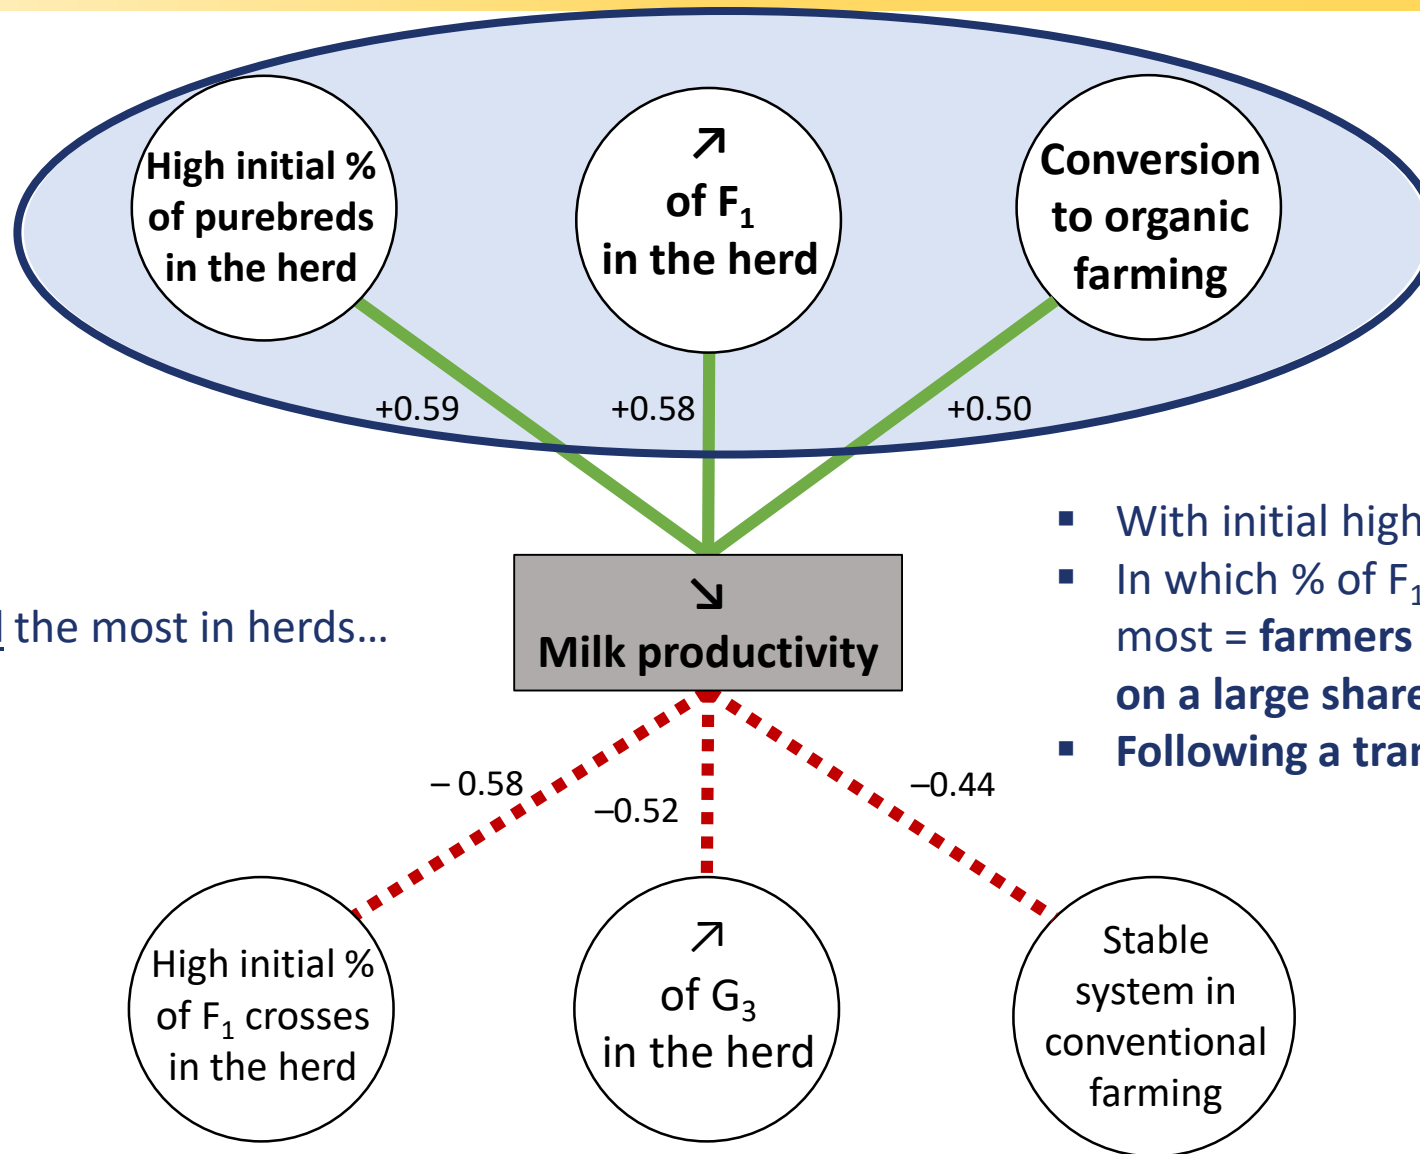 High initial %
of purebreds
in the herd
↗
of F₁
in the herd
Conversion
to organic
farming
+0.59
+0.58
+0.50
the most in herds...
↘
Milk productivity
▪ With initial high
▪ In which % of F₁
most = farmers
on a large share
▪ Following a
– 0.58
–0.52
–0.44
High initial %
of F₁ crosses
in the herd
↗
of G₃
in the herd
Stable
system in
conventional
farming